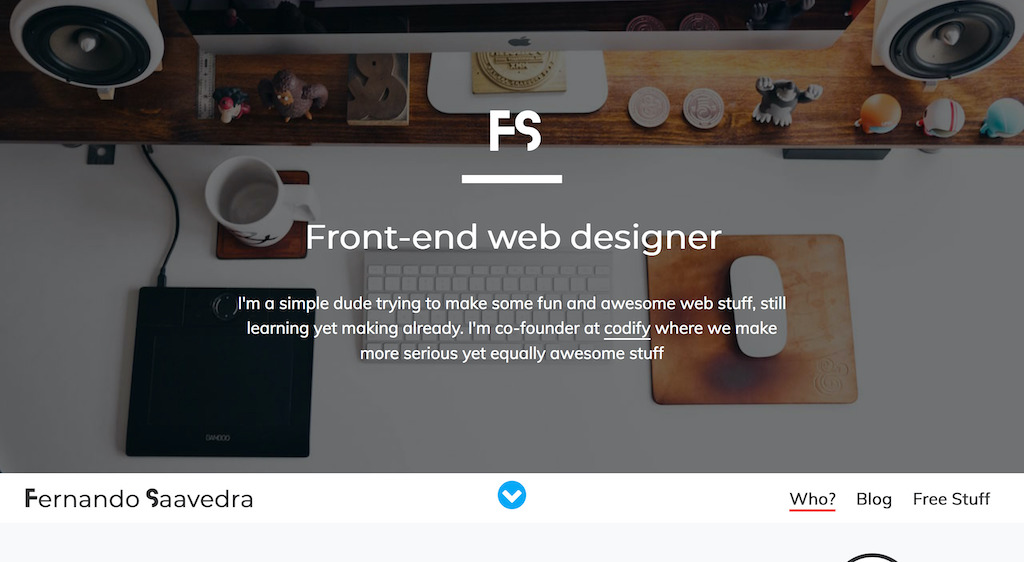 FS
Front-end web designer
I'm a simple dude trying to make some fun and awesome web stuff, still
learning yet making already. I'm co-founder at codify where we make
more serious yet equally awesome stuff
BAMBOO
Fernando Saavedra
Who? Blog Free Stuff